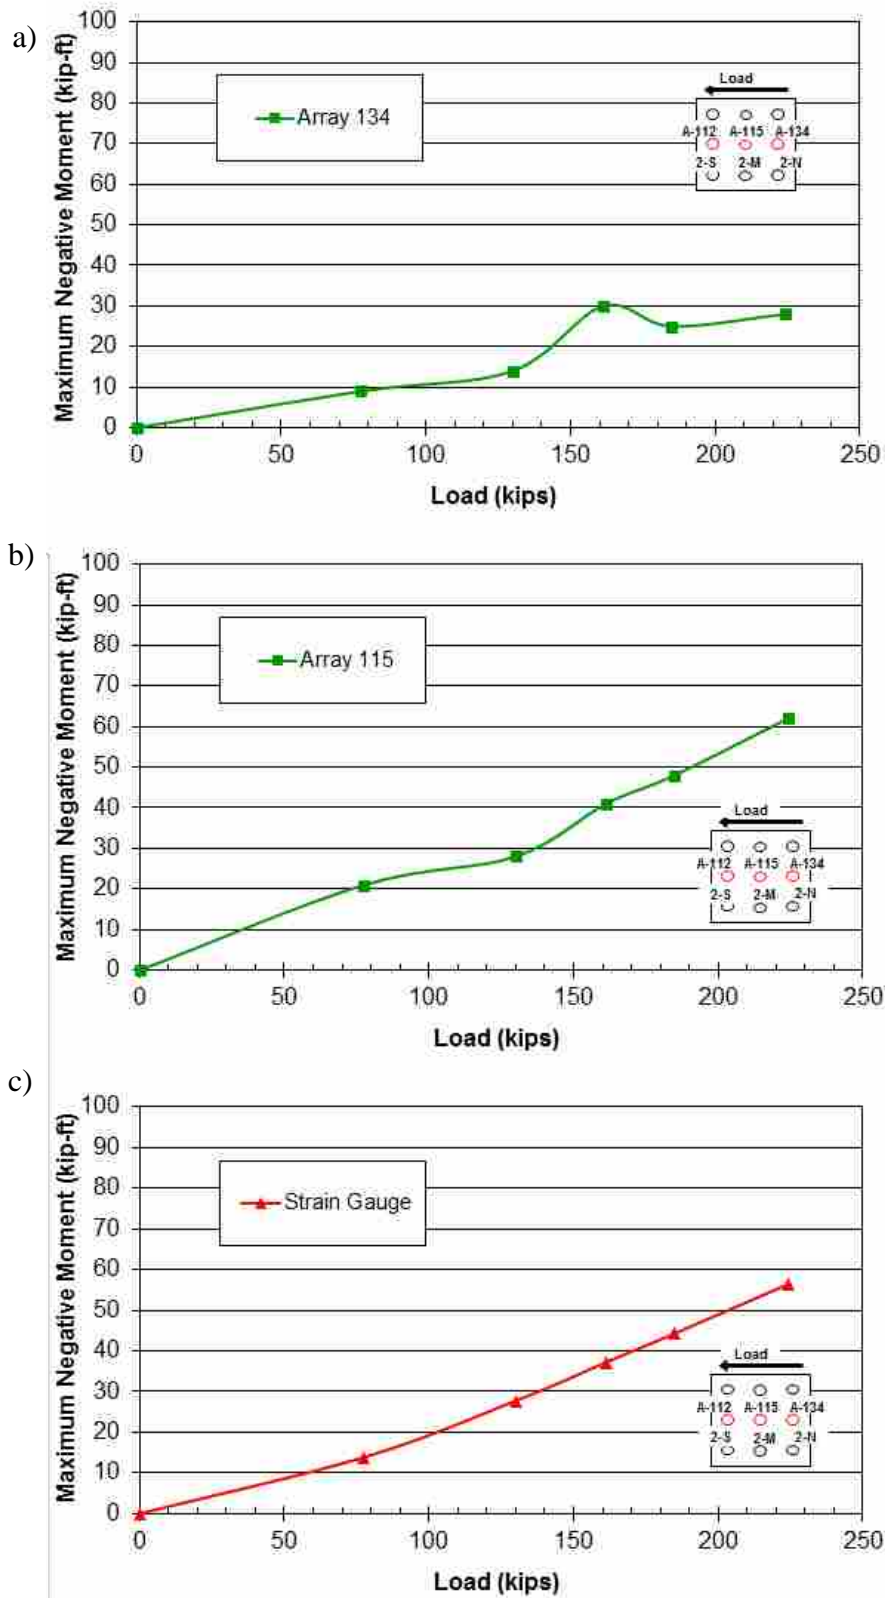 a)
Maximum Negative Moment (kip-ft)
100
90
80
70
60
50
40
30
20
10
0
Array 134
Load
A-112 A-115 A-134
2-S 2-M 2-N
0 50 100 150 200 250
Load (kips)
b)
Maximum Negative Moment (kip-ft)
100
90
80
70
60
50
40
30
20
10
0
Array 115
Load
A-112 A-115 A-134
2-S 2-M 2-N
0 50 100 150 200 250
Load (kips)
c)
Maximum Negative Moment (kip-ft)
100
90
80
70
60
50
40
30
20
10
0
Strain Gauge
Load
A-112 A-115 A-134
2-S 2-M 2-N
0 50 100 150 200 250
Load (kips)